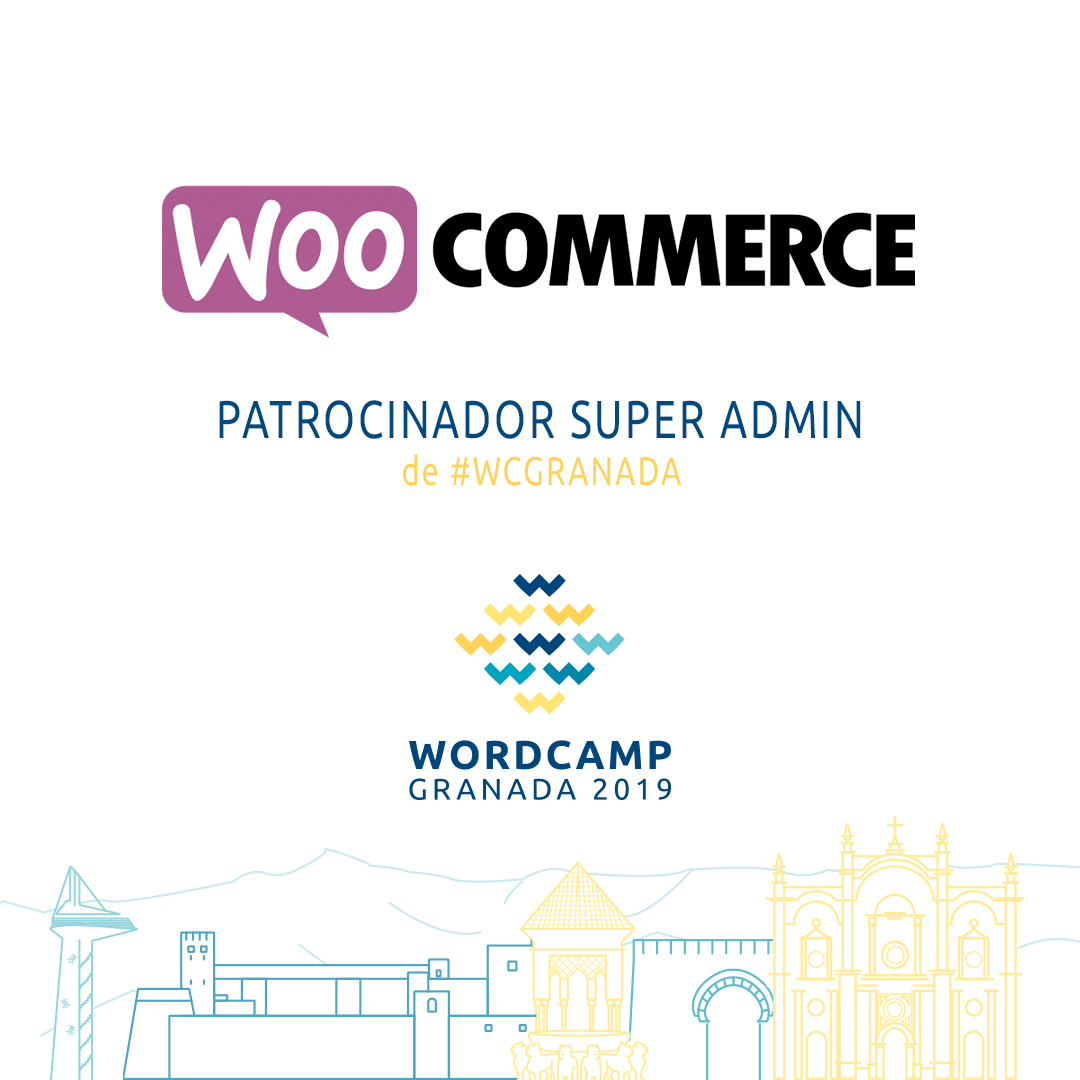 WOO COMMERCE
PATROCINADOR SUPER ADMIN
de #WCGRANADA
WORDCAMP
GRANADA 2019